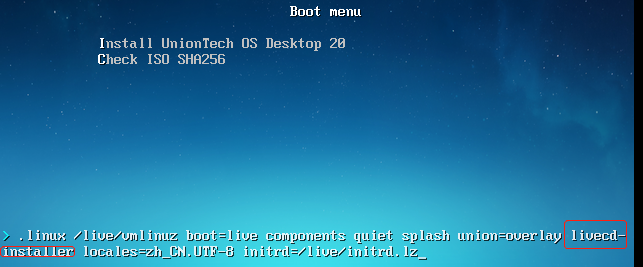 Boot menu
Install UnionTech OS Desktop 20
Check ISO SHA256
> .linux /live/vmlinuz boot=live components quiet splash union=overlay livecd-
installer locales=zh_CN.UTF-8 initrd=/live/initrd.lz_